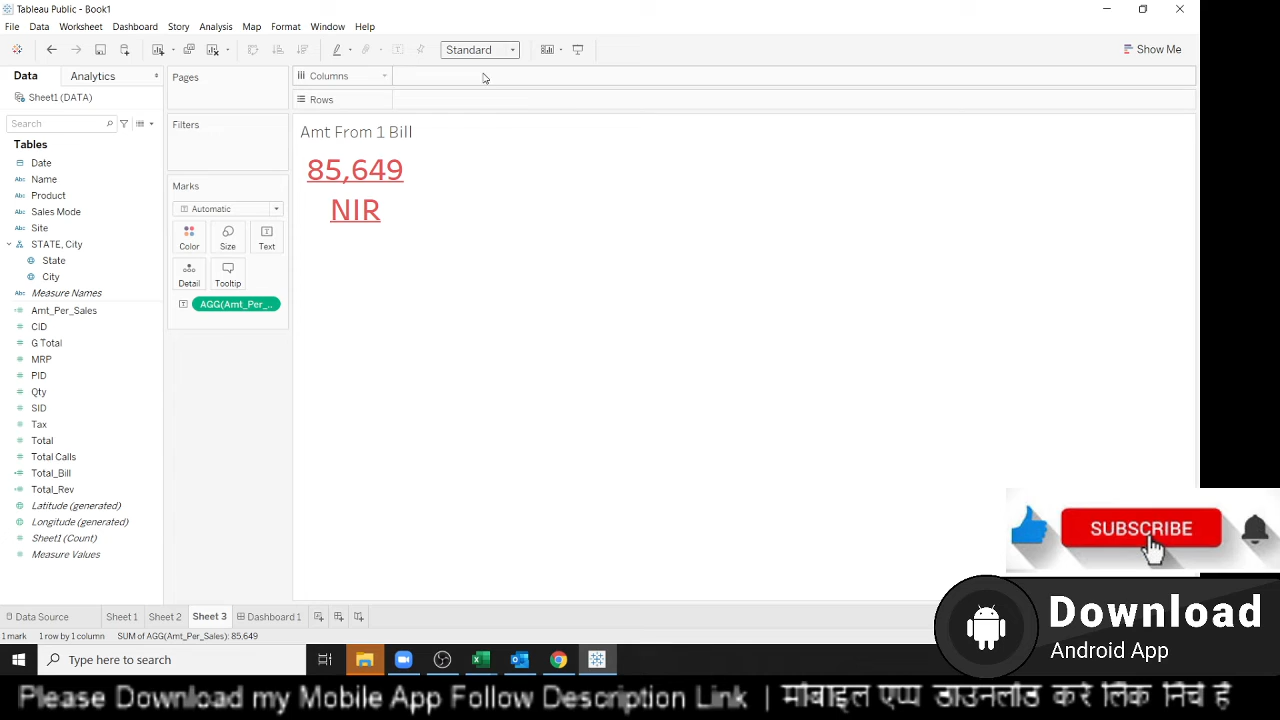 Tableau Public - Book1
File Data Worksheet Dashboard Story Analysis Map Format Window Help
Standard
Show Me
Data Analytics
Sheet1 (DATA)
Search
Tables
Date
Name
Product
Sales Mode
Site
STATE, City
State
City
Measure Names
Amt_Per_Sales
CID
G Total
MRP
PID
Qty
SID
Tax
Total
Total Calls
Total_Bill
Total_Rev
Latitude (generated)
Longitude (generated)
Sheet1 (Count)
Measure Values
Pages
Filters
Marks
Automatic
Color Size Text
Detail Tooltip
AGG(Amt_Per_..
Columns
Rows
Amt From 1 Bill
85,649
NIR
SUBSCRIBE
Download
Android App
Data Source Sheet 1 Sheet 2 Sheet 3 Dashboard 1
1 mark 1 row by 1 column SUM of AGG(Amt_Per_Sales): 85,649
Type here to search
Please Download my Mobile App Follow Description Link | मोबाइल एप्प डाउनलोड करे लिंक निचे है